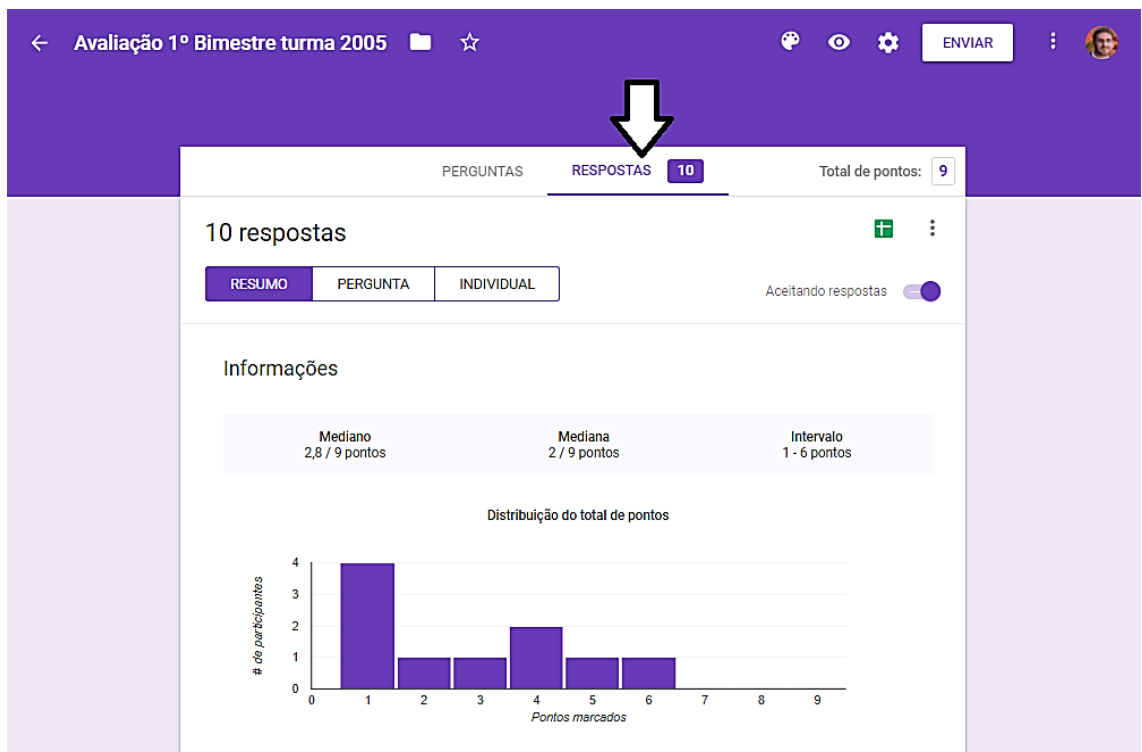 Avaliação 1º Bimestre turma 2005
ENVIAR
PERGUNTAS
RESPOSTAS 10
Total de pontos: 9
10 respostas
RESUMO
PERGUNTA
INDIVIDUAL
Aceitando respostas
Informações
Mediano
2,8 / 9 pontos
Mediana
2 / 9 pontos
Intervalo
1 - 6 pontos
Distribuição do total de pontos
# de participantes
4
3
2
1
0
0 1 2 3 4 5 6 7 8 9
Pontos marcados